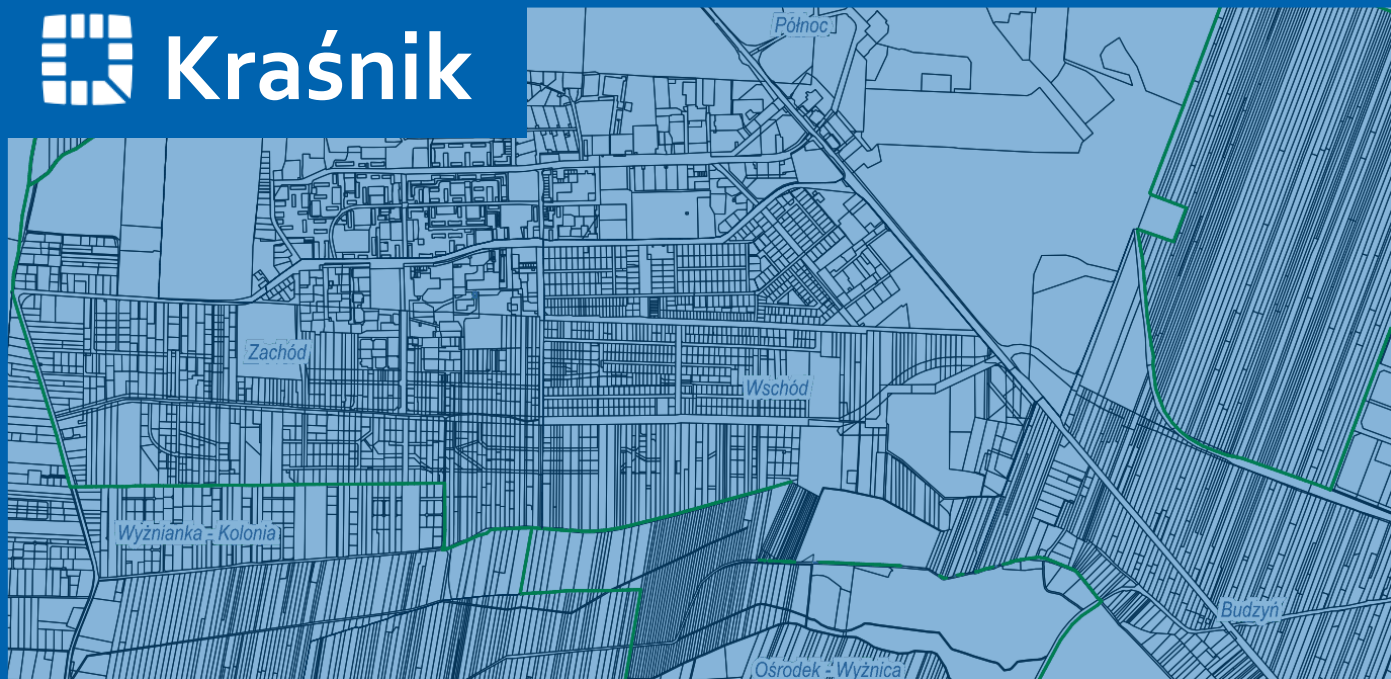 Kraśnik
Północ
Zachód
Wschód
Wyżnianka - Kolonia
Budzyń
Ośrodek - Wyżnica